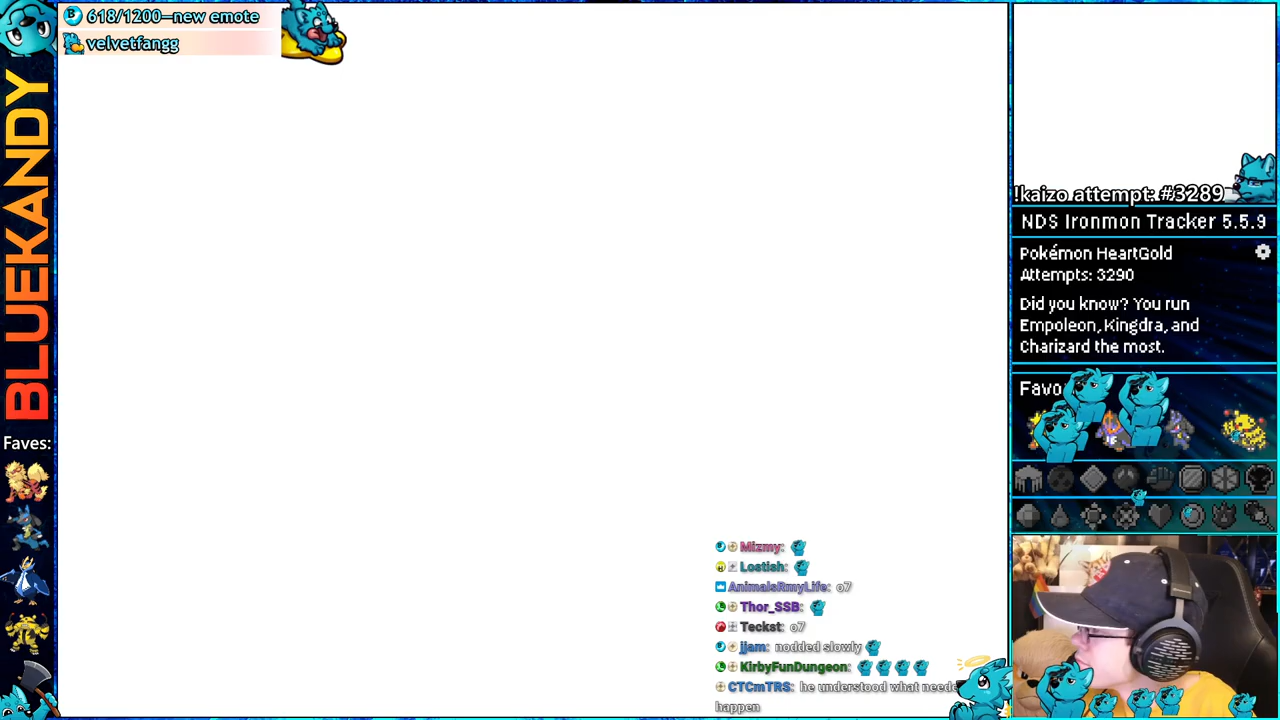 618/1200—new emote
velvetfangg
BLUEKANDY
Faves:
!kaizo attempt: #3289
NDS Ironmon Tracker 5.5.9
Pokémon HeartGold
Attempts: 3290
Did you know? You run
Empoleon, Kingdra, and
Charizard the most.
Favo
Mizmy:
Lostish:
AnimalsRmyLife: o7
Thor_SSB:
Teckst: o7
jjam: nodded slowly
KirbyFunDungeon:
CTCmTRS: he understood what neede
happen